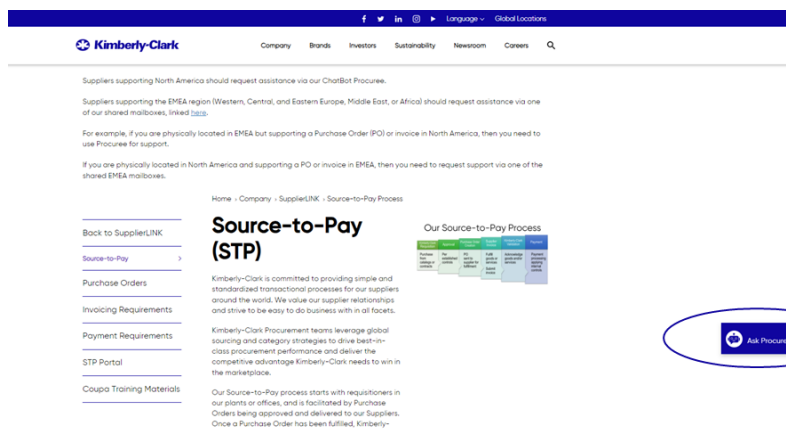 Language Global Locations
Kimberly-Clark Company Brands Investors Sustainability Newsroom Careers
Suppliers supporting North America should request assistance via our ChatBot Procuree.
Suppliers supporting the EMEA region (Western, Central, and Eastern Europe, Middle East, or Africa) should request assistance via one
of our shared mailboxes, linked here.
For example, if you are physically located in EMEA but supporting a Purchase Order (PO) or invoice in North America, then you need to
use Procuree for support.
If you are physically located in North America and supporting a PO or invoice in EMEA, then you need to request support via one of the
shared EMEA mailboxes.
Home › Company › SupplierLINK › Source-to-Pay Process
Back to SupplierLINK
Source-to-Pay
Purchase Orders
Invoicing Requirements
Payment Requirements
STP Portal
Coupa Training Materials
Source-to-Pay
(STP)
Kimberly-Clark is committed to providing simple and
standardized transactional processes for our suppliers
around the world. We value our supplier relationships
and strive to be easy to do business with in all facets.
Kimberly-Clark Procurement teams leverage global
sourcing and category strategies to drive best-in-
class procurement performance and deliver the
competitive advantage Kimberly-Clark needs to win in
the marketplace.
Our Source-to-Pay process starts with requisitioners in
our plants or offices, and is facilitated by Purchase
Orders being approved and delivered to our Suppliers.
Once a Purchase Order has been fulfilled, Kimberly-
Our Source-to-Pay Process
Payment
Ask Procure